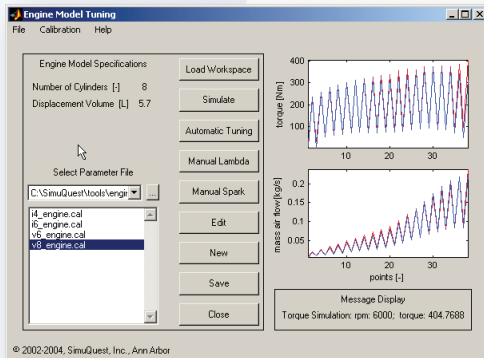 Engine Model Tuning
File Calibration Help
Engine Model Specifications
Number of Cylinders [-] 8
Displacement Volume [L] 5.7
Select Parameter File
C:\SimuQuest\tools\engin
...
i4_engine.cal
i6_engine.cal
v6_engine.cal
v8_engine.cal
Load Workspace
Simulate
Automatic Tuning
Manual Lambda
Manual Spark
Edit
New
Save
Close
400
300
200
100
torque [Nm]
10 20 30
0.2
0.15
0.1
0.05
mass air flow[kg/s]
10 20 30
points [-]
Message Display
Torque Simulation: rpm: 6000; torque: 404.7688
© 2002-2004, SimuQuest, Inc., Ann Arbor